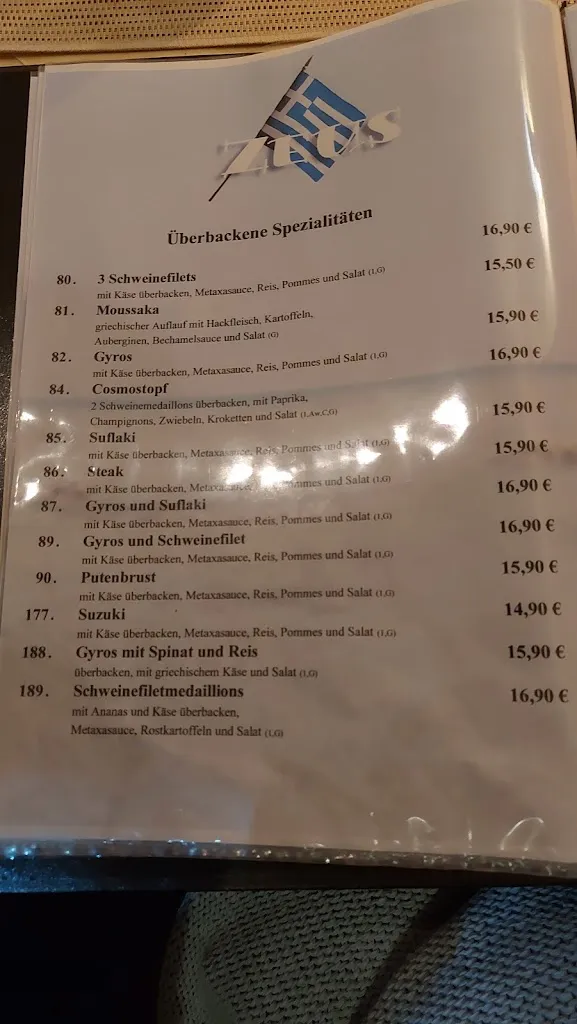 ZEUS
Überbackene Spezialitäten
80. 3 Schweinefilets 16,90 €
mit Käse überbacken, Metaxasauce, Reis, Pommes und Salat (1,G)
81. Moussaka 15,50 €
griechischer Auflauf mit Hackfleisch, Kartoffeln,
Auberginen, Bechamelsauce und Salat (G)
82. Gyros 15,90 €
mit Käse überbacken, Metaxasauce, Reis, Pommes und Salat (1,G)
84. Cosmostopf 16,90 €
2 Schweinemedaillons überbacken, mit Paprika,
Champignons, Zwiebeln, Kroketten und Salat (1,Aw,C,G)
85. Suflaki 15,90 €
mit Käse überbacken, Metaxasauce, Reis, Pommes und Salat (1,G)
86. Steak 15,90 €
mit Käse überbacken, Metaxasauce, Reis, Pommes und Salat (1,G)
87. Gyros und Suflaki 16,90 €
mit Käse überbacken, Metaxasauce, Reis, Pommes und Salat (1,G)
89. Gyros und Schweinefilet 16,90 €
mit Käse überbacken, Metaxasauce, Reis, Pommes und Salat (1,G)
90. Putenbrust 15,90 €
mit Käse überbacken, Metaxasauce, Reis, Pommes und Salat (1,G)
177. Suzuki 14,90 €
mit Käse überbacken, Metaxasauce, Reis, Pommes und Salat (1,G)
188. Gyros mit Spinat und Reis 15,90 €
überbacken, mit griechischem Käse und Salat (1,G)
189. Schweinefiletmedaillions 16,90 €
mit Ananas und Käse überbacken,
Metaxasauce, Rostkartoffeln und Salat (1,G)